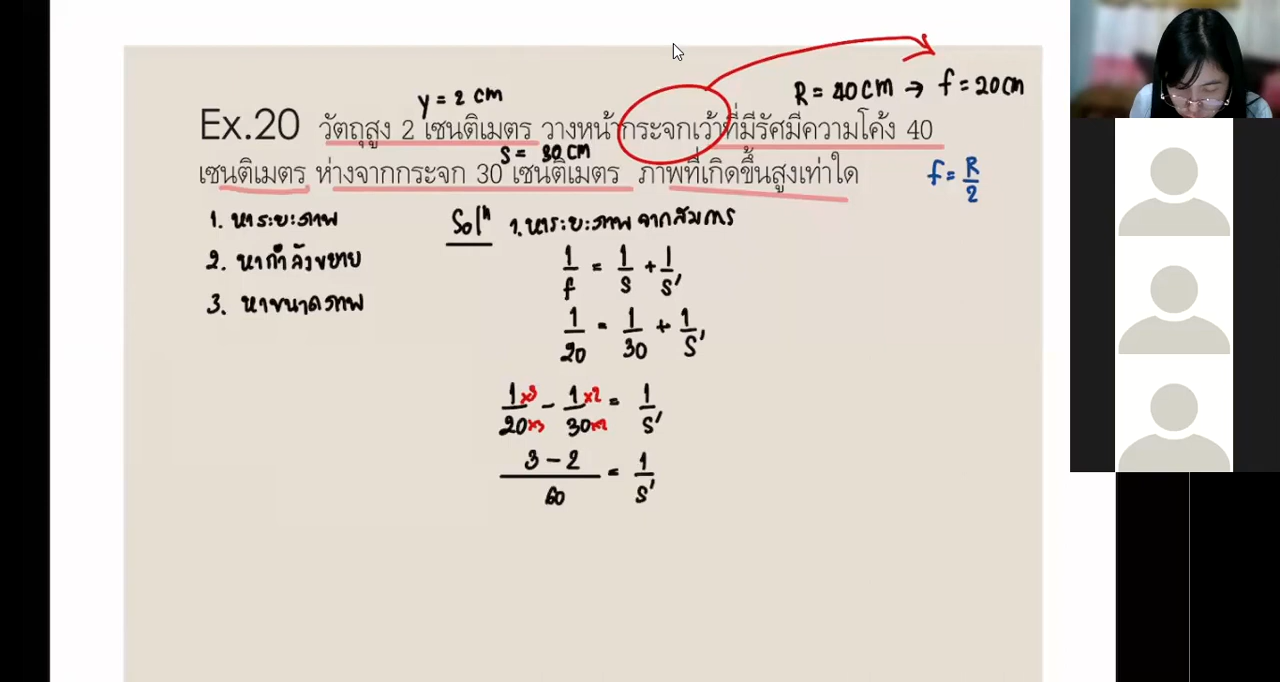 y = 2 cm
R = 40 cm → f = 20 cm
Ex.20 วัตถุสูง 2 เซนติเมตร วางหน้ากระจกเว้าที่มีรัศมีความโค้ง 40
s = 30 cm
เซนติเมตร ห่างจากกระจก 30 เซนติเมตร ภาพที่เกิดขึ้นสูงเท่าใด
f = R/2
1. หาระยะภาพ
2. หากำลังขยาย
3. หาขนาดภาพ
Solⁿ 1. หาระยะภาพ จากสมการ
1/f = 1/s + 1/s'
1/20 = 1/30 + 1/s'
1×3/20×3 - 1×2/30×2 = 1/s'
3 - 2/60 = 1/s'